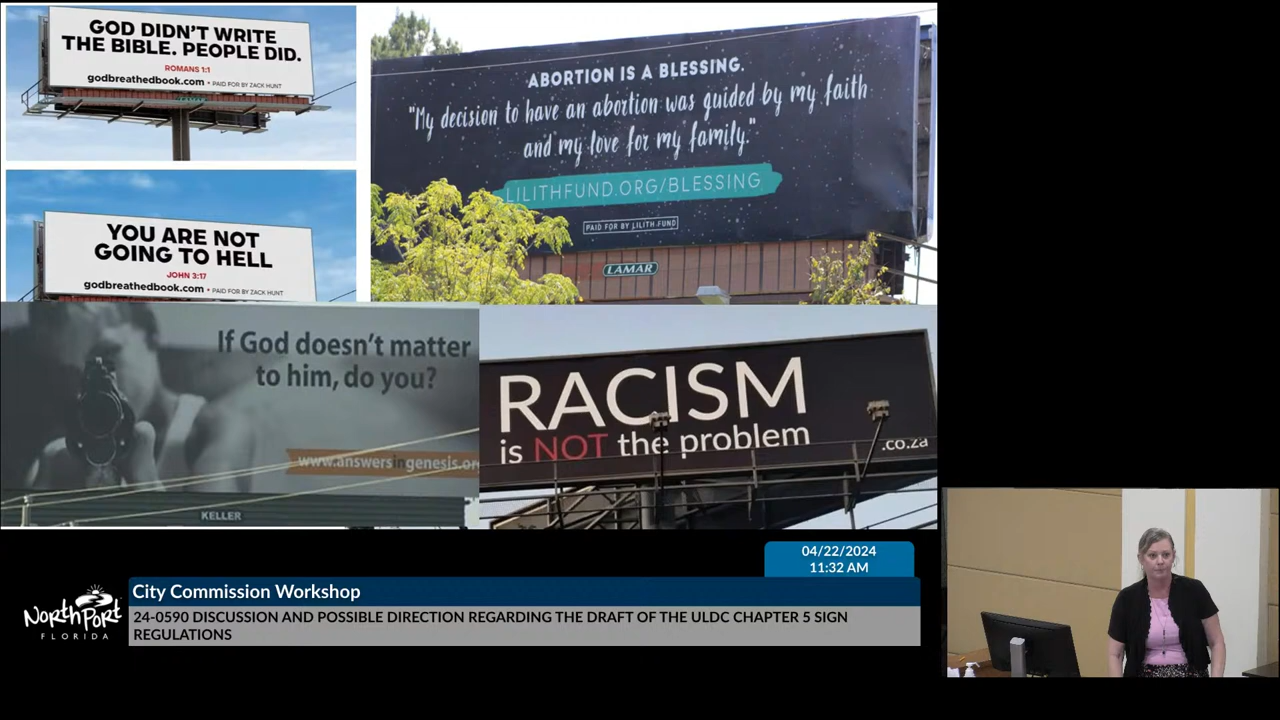 GOD DIDN'T WRITE
THE BIBLE. PEOPLE DID.
ROMANS 1:1
godbreathedbook.com • PAID FOR BY ZACK HUNT
LAMAR
YOU ARE NOT
GOING TO HELL
JOHN 3:17
godbreathedbook.com • PAID FOR BY ZACK HUNT
ABORTION IS A BLESSING.
"My decision to have an abortion was guided by my faith
and my love for my family."
LILITHFUND.ORG/BLESSING
PAID FOR BY LILITH FUND
LAMAR
If God doesn't matter
to him, do you?
www.answersingenesis.or
KELLER
RACISM
is NOT the problem
.co.za
04/22/2024
11:32 AM
North Port
FLORIDA
City Commission Workshop
24-0590 DISCUSSION AND POSSIBLE DIRECTION REGARDING THE DRAFT OF THE ULDC CHAPTER 5 SIGN
REGULATIONS